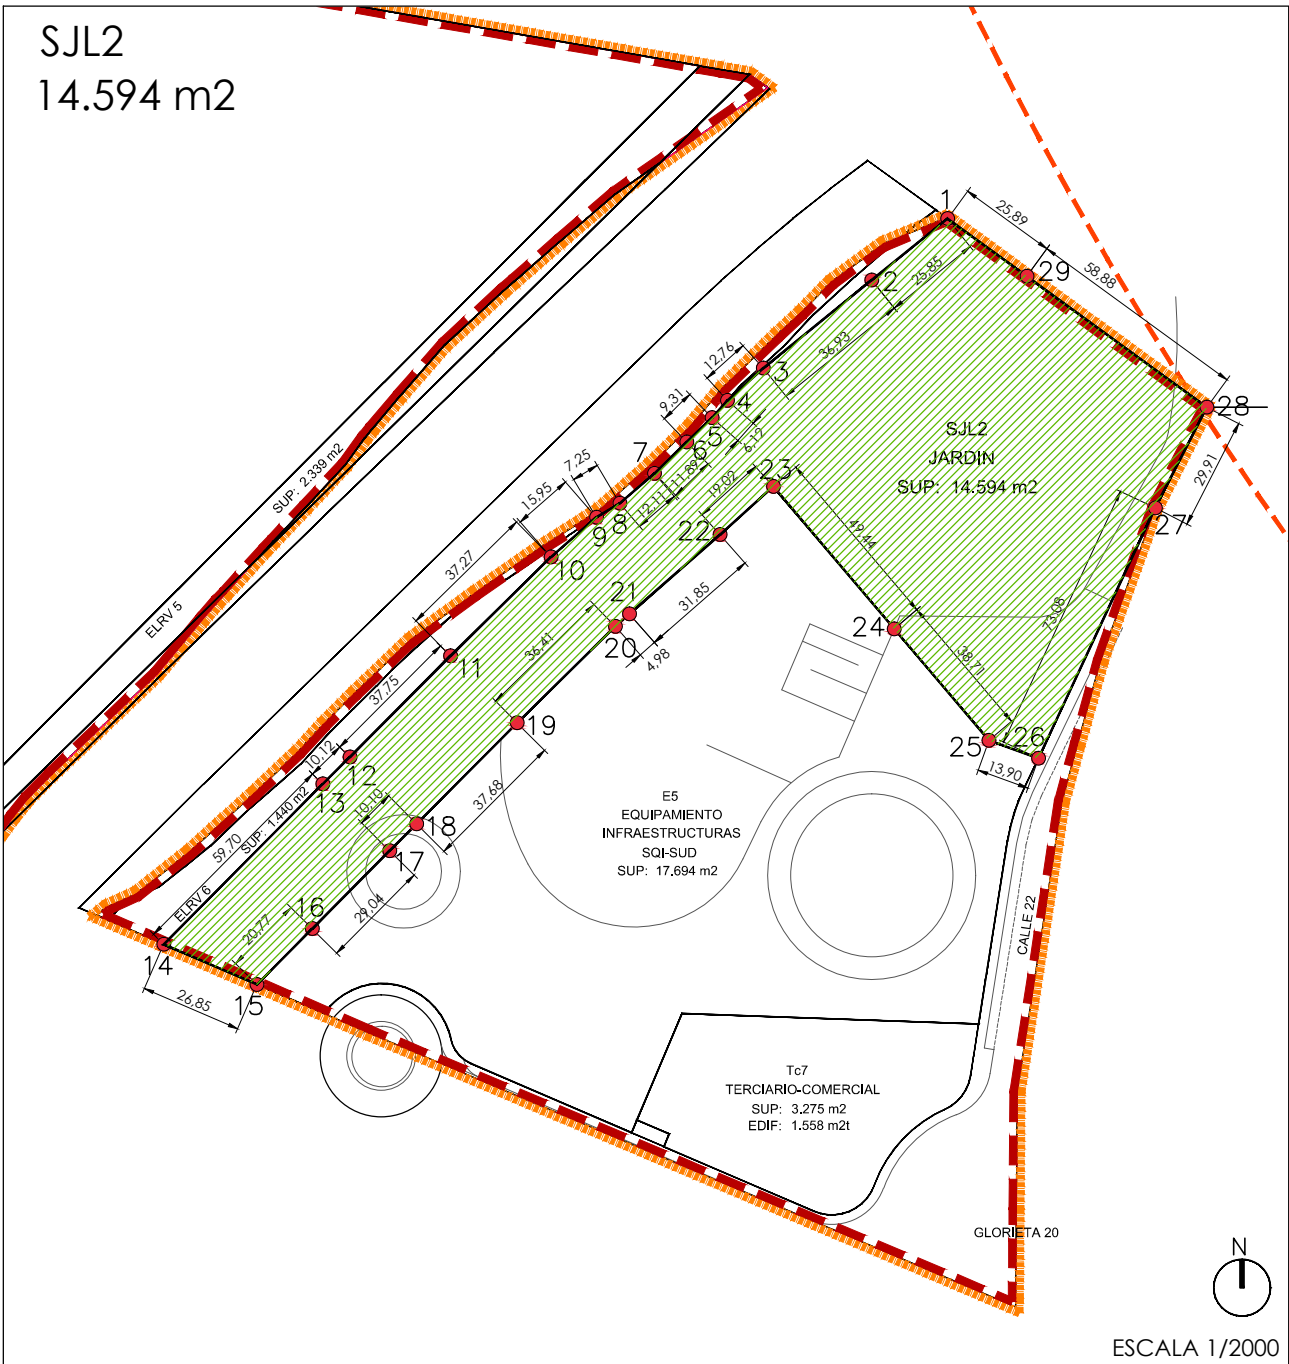 SJL2
14.594 m2
1
25,89
29
58,88
2
25,85
36,93
3
12,76
4
9,31
5
6,12
28
SJL2
JARDIN
SUP: 14.594 m2
29,91
27
6
7
11,89
7,25
8
12,11
19,02
23
9
15,95
22
49,44
SUP: 2.339 m2
37,27
10
21
31,85
73,08
ELRV 5
20
4,98
24
36,41
38,71
11
37,75
19
25
26
13,90
10,12
12
13
SUP: 1.440 m2
59,70
10,10
18
37,68
17
E5
EQUIPAMIENTO
INFRAESTRUCTURAS
SQI-SUD
SUP: 17.694 m2
ELRV 6
16
29,04
20,77
14
15
26,85
CALLE 22
Tc7
TERCIARIO-COMERCIAL
SUP: 3.275 m2
EDIF: 1.558 m2t
GLORIETA 20
N
ESCALA 1/2000